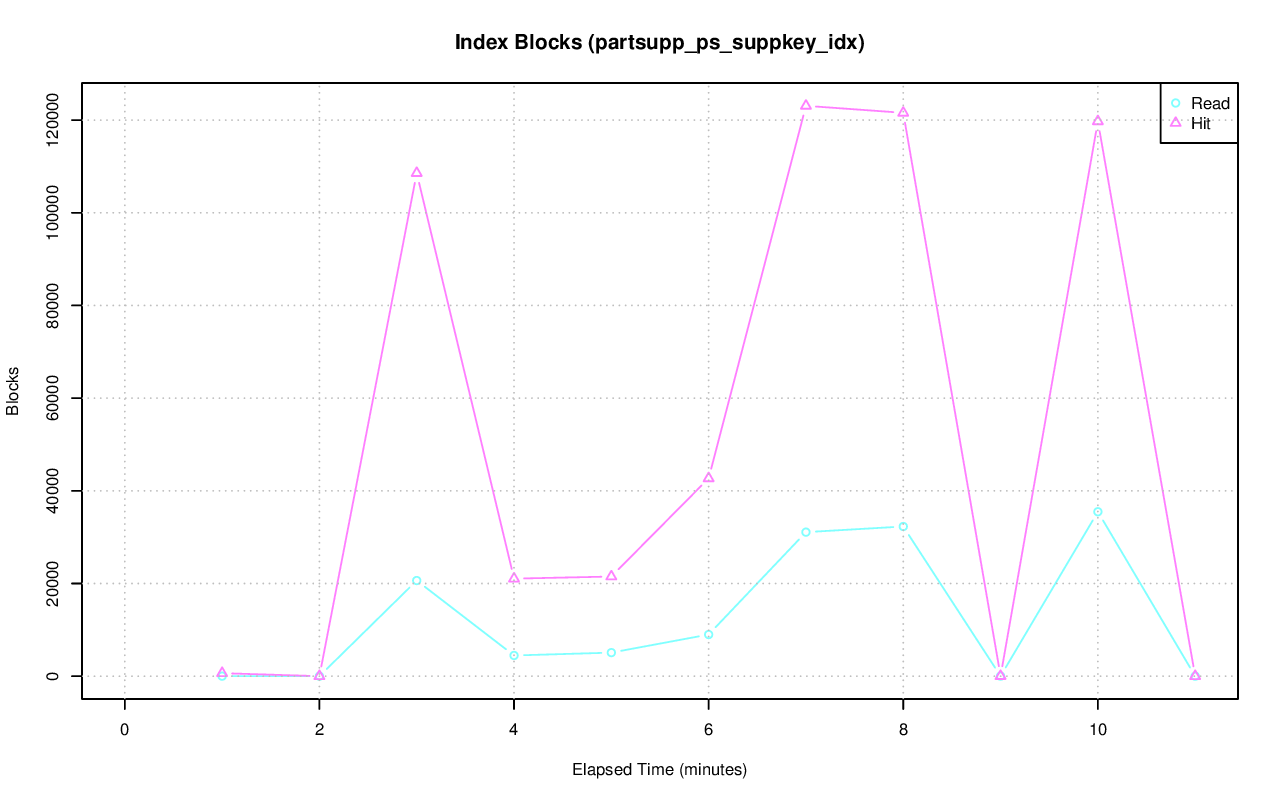 Index Blocks (partsupp_ps_suppkey_idx)
Read
Hit
Blocks
120000
100000
80000
60000
40000
20000
0
0 2 4 6 8 10
Elapsed Time (minutes)